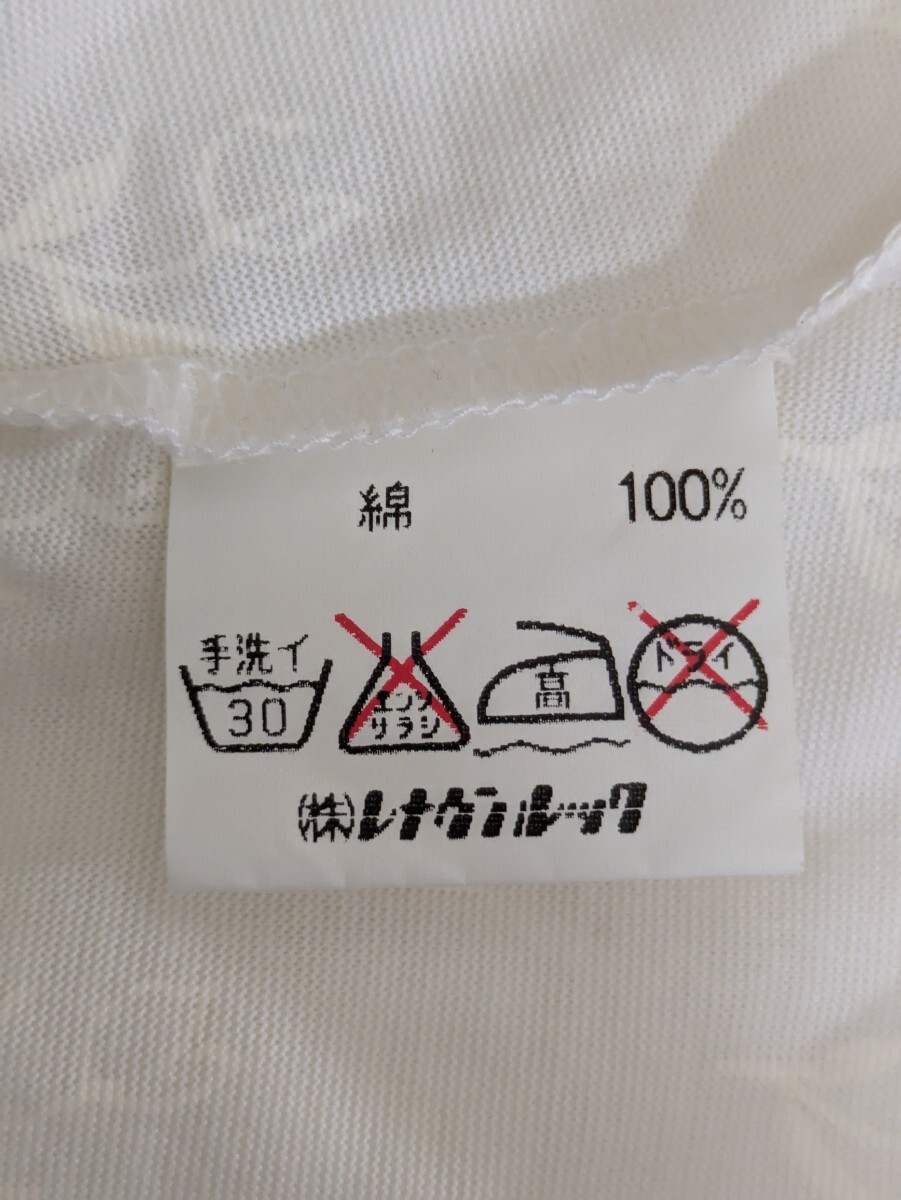 綿 100%
手洗イ 30 エンソサラシ 高 ドライ
㈱レナウンルック